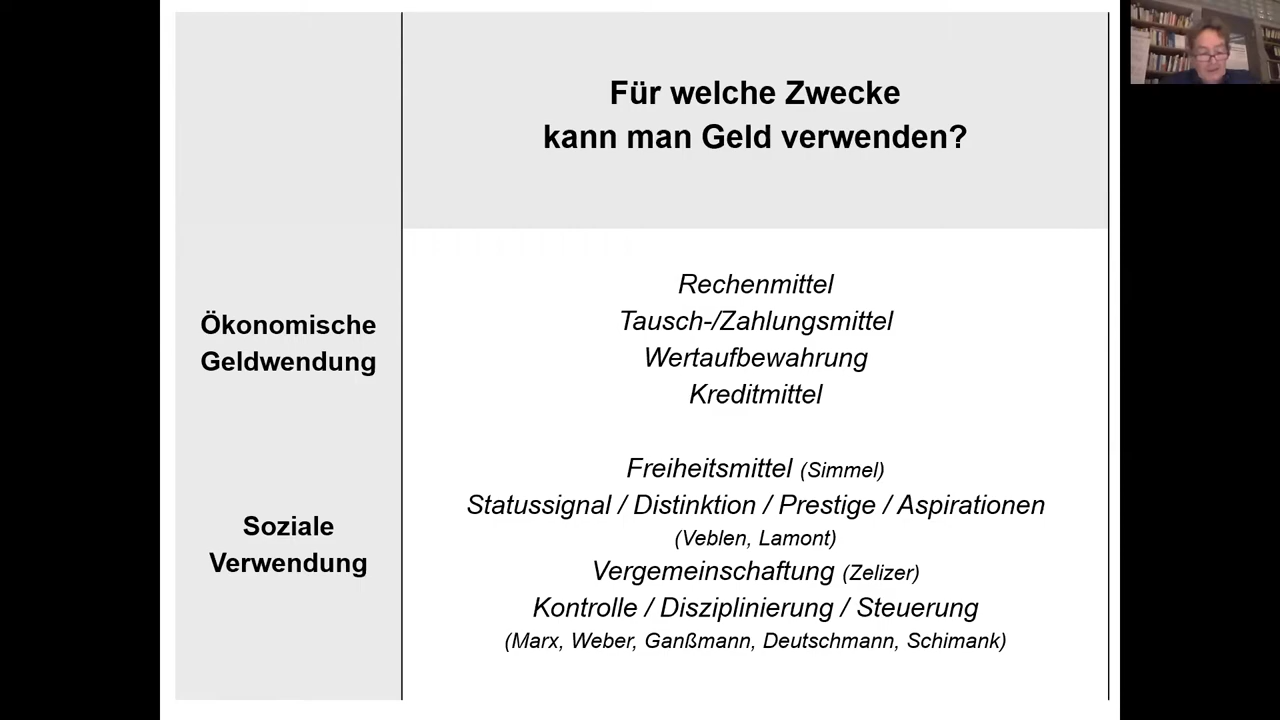 Für welche Zwecke
kann man Geld verwenden?
Ökonomische
Geldwendung
Rechenmittel
Tausch-/Zahlungsmittel
Wertaufbewahrung
Kreditmittel
Soziale
Verwendung
Freiheitsmittel (Simmel)
Statussignal / Distinktion / Prestige / Aspirationen
(Veblen, Lamont)
Vergemeinschaftung (Zelizer)
Kontrolle / Disziplinierung / Steuerung
(Marx, Weber, Ganßmann, Deutschmann, Schimank)